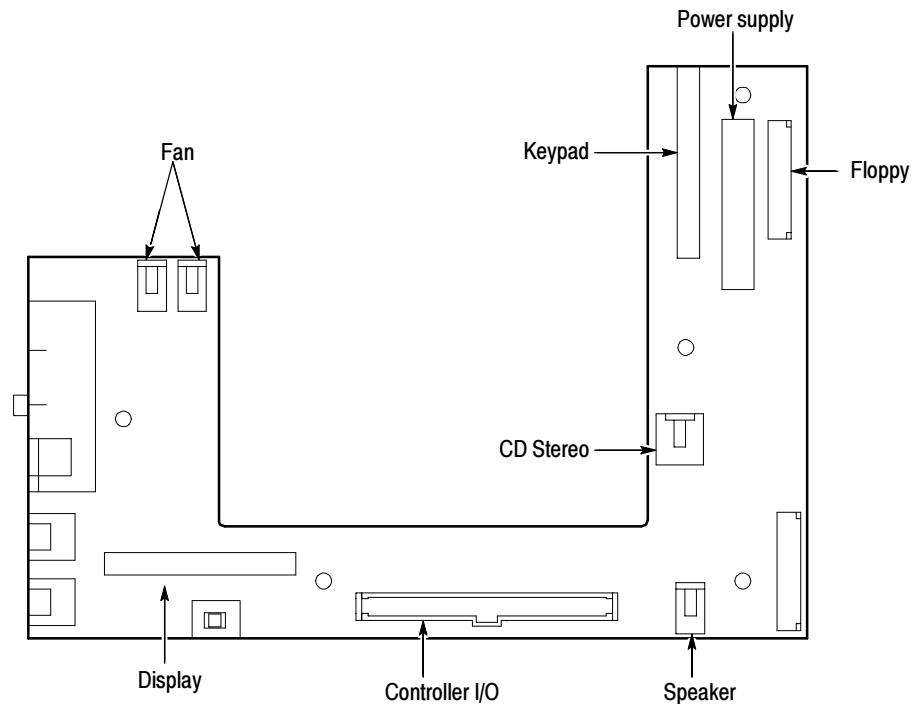 Power supply
Keypad
Fan
Floppy
CD Stereo
Display
Controller I/O
Speaker